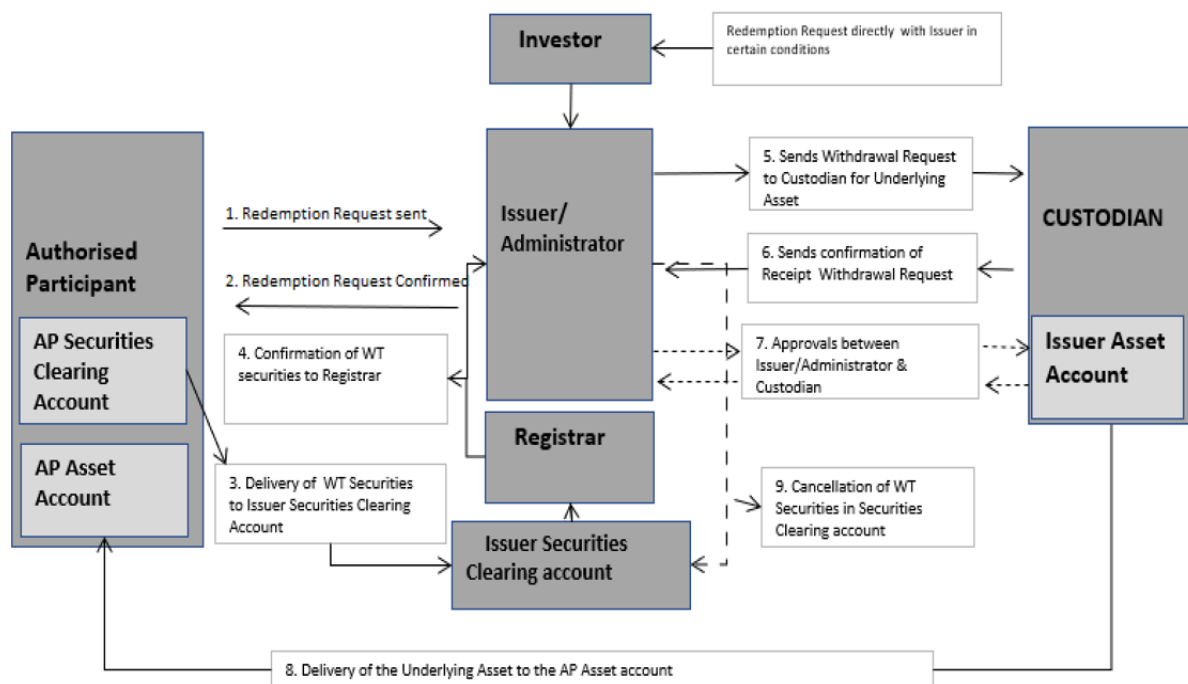 Investor
Redemption Request directly with Issuer in
certain conditions
Authorised
Participant
AP Securities
Clearing
Account
AP Asset
Account
1. Redemption Request sent
2. Redemption Request Confirmed
4. Confirmation of WT
securities to Registrar
3. Delivery of WT Securities
to Issuer Securities Clearing
Account
Issuer/
Administrator
Registrar
Issuer Securities
Clearing account
5. Sends Withdrawal Request
to Custodian for Underlying
Asset
6. Sends confirmation of
Receipt Withdrawal Request
7. Approvals between
Issuer/Administrator &
Custodian
9. Cancellation of WT
Securities in Securities
Clearing account
CUSTODIAN
Issuer Asset
Account
8. Delivery of the Underlying Asset to the AP Asset account